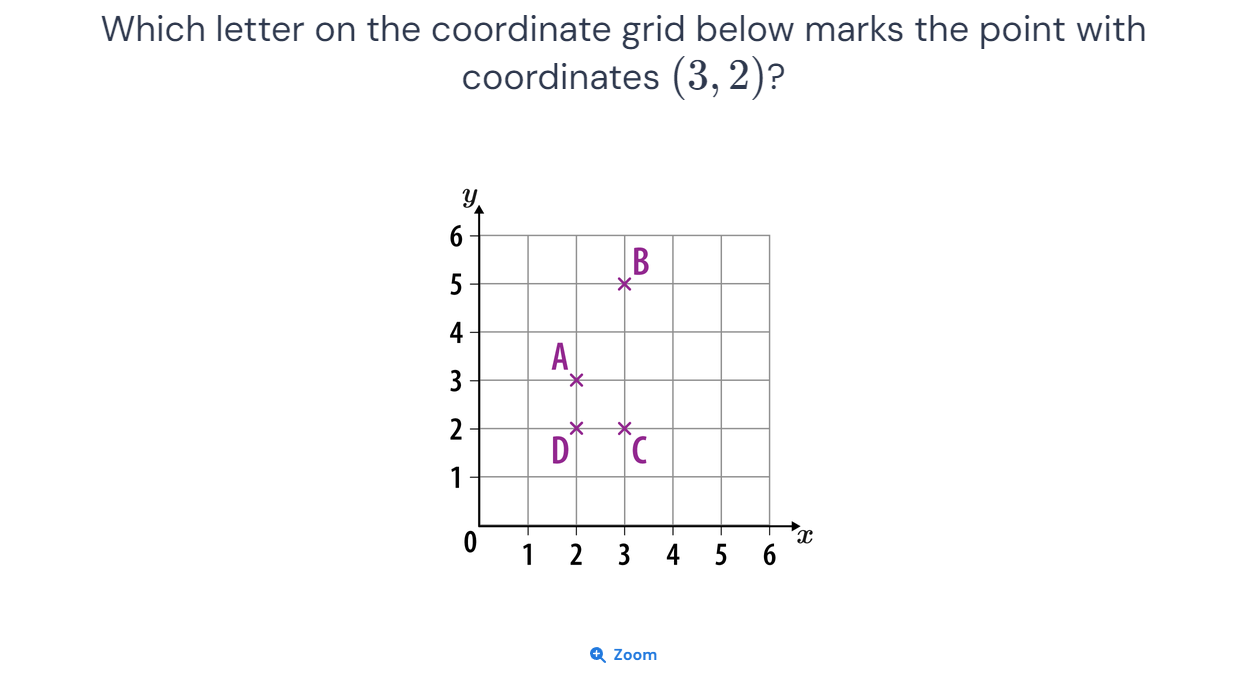 Which letter on the coordinate grid below marks the point with
coordinates (3, 2)?
y
6
B
5
4
A
3
2
D
C
1
0
x
1 2 3 4 5 6
Zoom